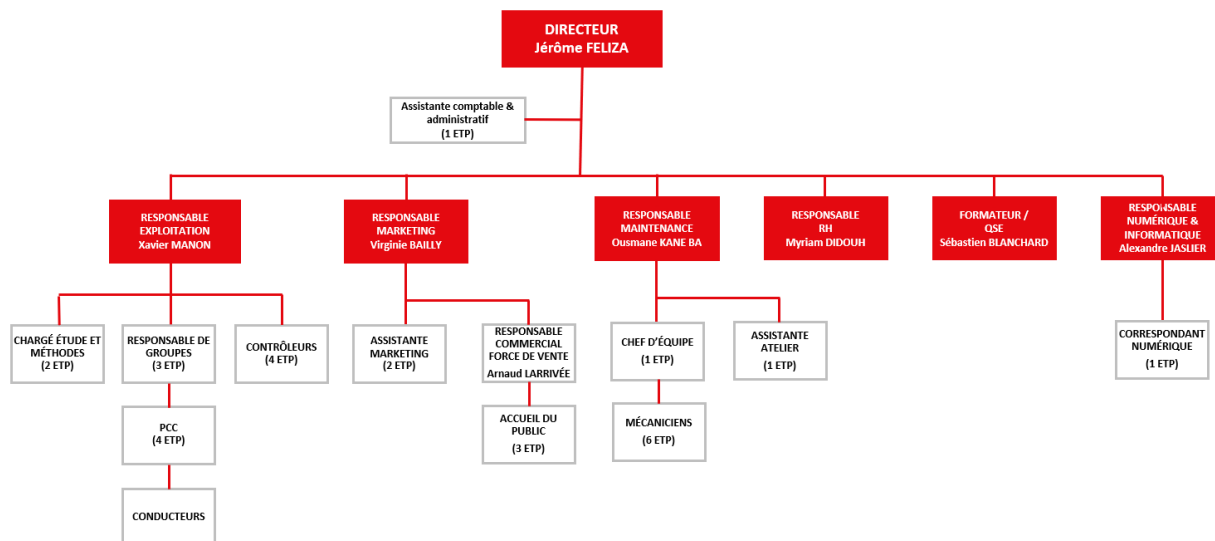 DIRECTEUR
Jérôme FELIZA
Assistante comptable &
administratif
(1 ETP)
RESPONSABLE
EXPLOITATION
Xavier MANON
RESPONSABLE
MARKETING
Virginie BAILLY
RESPONSABLE
MAINTENANCE
Ousmane KANE BA
RESPONSABLE
RH
Myriam DIDOUH
FORMATEUR /
QSE
Sébastien BLANCHARD
RESPONSABLE
NUMÉRIQUE &
INFORMATIQUE
Alexandre JASLIER
CHARGÉ ÉTUDE ET
MÉTHODES
(2 ETP)
RESPONSABLE DE
GROUPES
(3 ETP)
CONTRÔLEURS
(4 ETP)
ASSISTANTE
MARKETING
(2 ETP)
RESPONSABLE
COMMERCIAL
FORCE DE VENTE
Arnaud LARRIVÉE
CHEF D'ÉQUIPE
(1 ETP)
ASSISTANTE
ATELIER
(1 ETP)
CORRESPONDANT
NUMÉRIQUE
(1 ETP)
PCC
(4 ETP)
ACCUEIL DU
PUBLIC
(3 ETP)
MÉCANICIENS
(6 ETP)
CONDUCTEURS